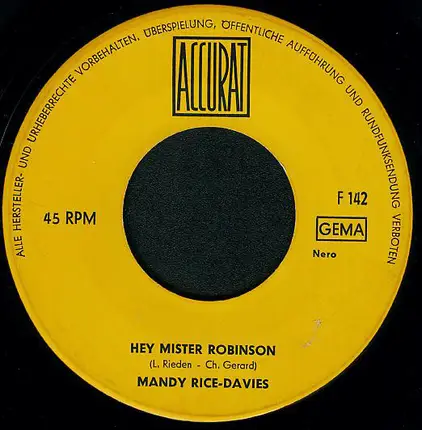 ALLE HERSTELLER- UND URHEBERRECHTE VORBEHALTEN, ÜBERSPIELUNG, ÖFFENTLICHE AUFFÜHRUNG UND RUNDFUNKSENDUNG VERBOTEN
ACCURAT
45 RPM
F 142
GEMA
Nero
HEY MISTER ROBINSON
(L. Rieden - Ch. Gerard)
MANDY RICE-DAVIES